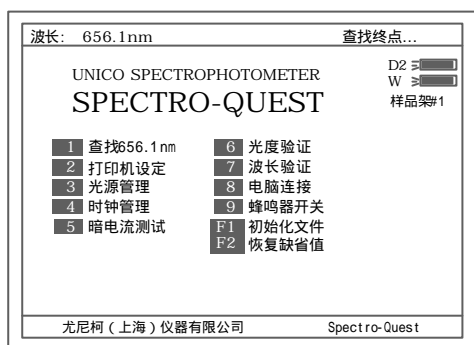 波长: 656.1nm 查找终点...
D2
W
样品架#1
UNICO SPECTROPHOTOMETER
SPECTRO-QUEST
1 查找656.1nm
2 打印机设定
3 光源管理
4 时钟管理
5 暗电流测试
6 光度验证
7 波长验证
8 电脑连接
9 蜂鸣器开关
F1 初始化文件
F2 恢复缺省值
尤尼柯(上海)仪器有限公司 Spectro-Quest